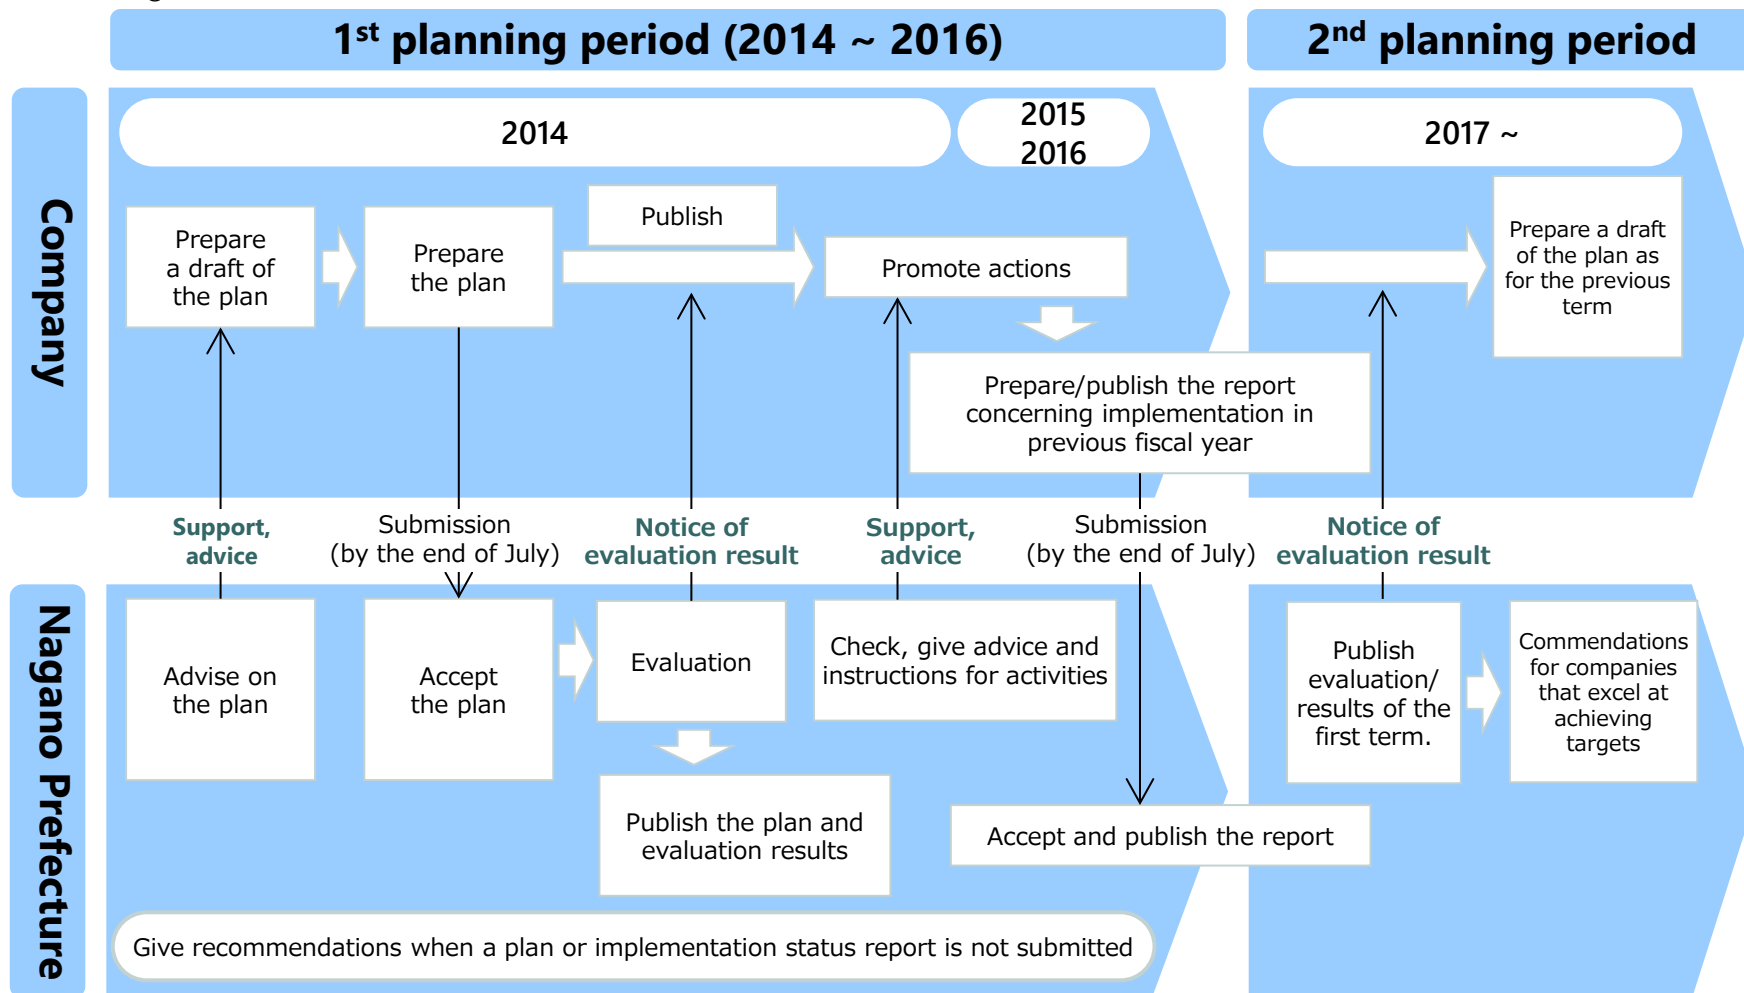 1st planning period (2014 ~ 2016)
2nd planning period
Company
2014
2015
2016
2017 ~
Prepare
a draft of
the plan
Prepare
the plan
Publish
Promote actions
Prepare/publish the report
concerning implementation in
previous fiscal year
Prepare a draft
of the plan as
for the previous
term
Support,
advice
Submission
(by the end of July)
Notice of
evaluation result
Support,
advice
Submission
(by the end of July)
Notice of
evaluation result
Nagano Prefecture
Advise on
the plan
Accept
the plan
Evaluation
Publish the plan and
evaluation results
Check, give advice and
instructions for activities
Accept and publish the report
Publish
evaluation/
results of the
first term.
Commendations
for companies
that excel at
achieving
targets
Give recommendations when a plan or implementation status report is not submitted